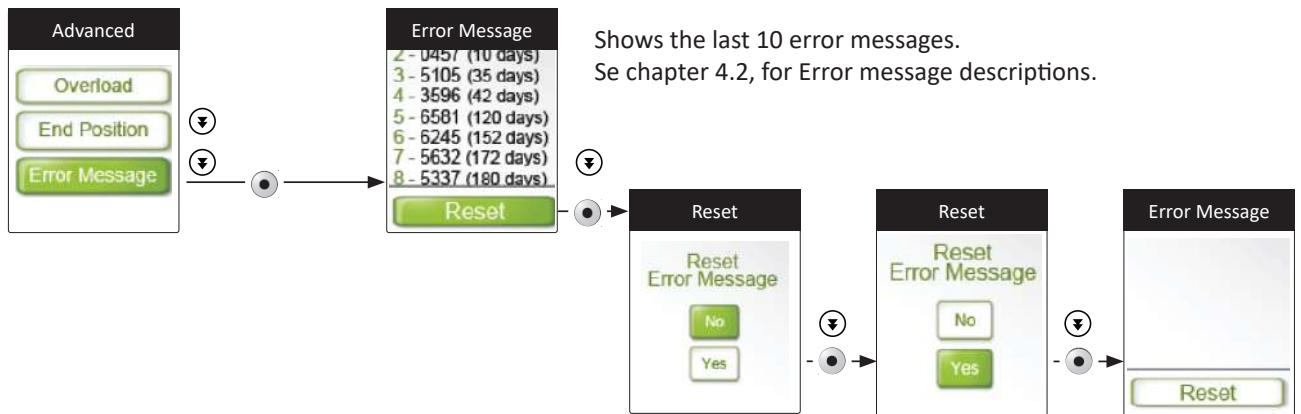 Advanced
Overload
End Position
Error Message
Error Message
2 - 0457 (10 days)
3 - 5105 (35 days)
4 - 3596 (42 days)
5 - 6581 (120 days)
6 - 6245 (152 days)
7 - 5632 (172 days)
8 - 5337 (180 days)
Reset
Shows the last 10 error messages.
Se chapter 4.2, for Error message descriptions.
Reset
Reset
Error Message
No
Yes
Reset
Reset
Error Message
No
Yes
Error Message
Reset